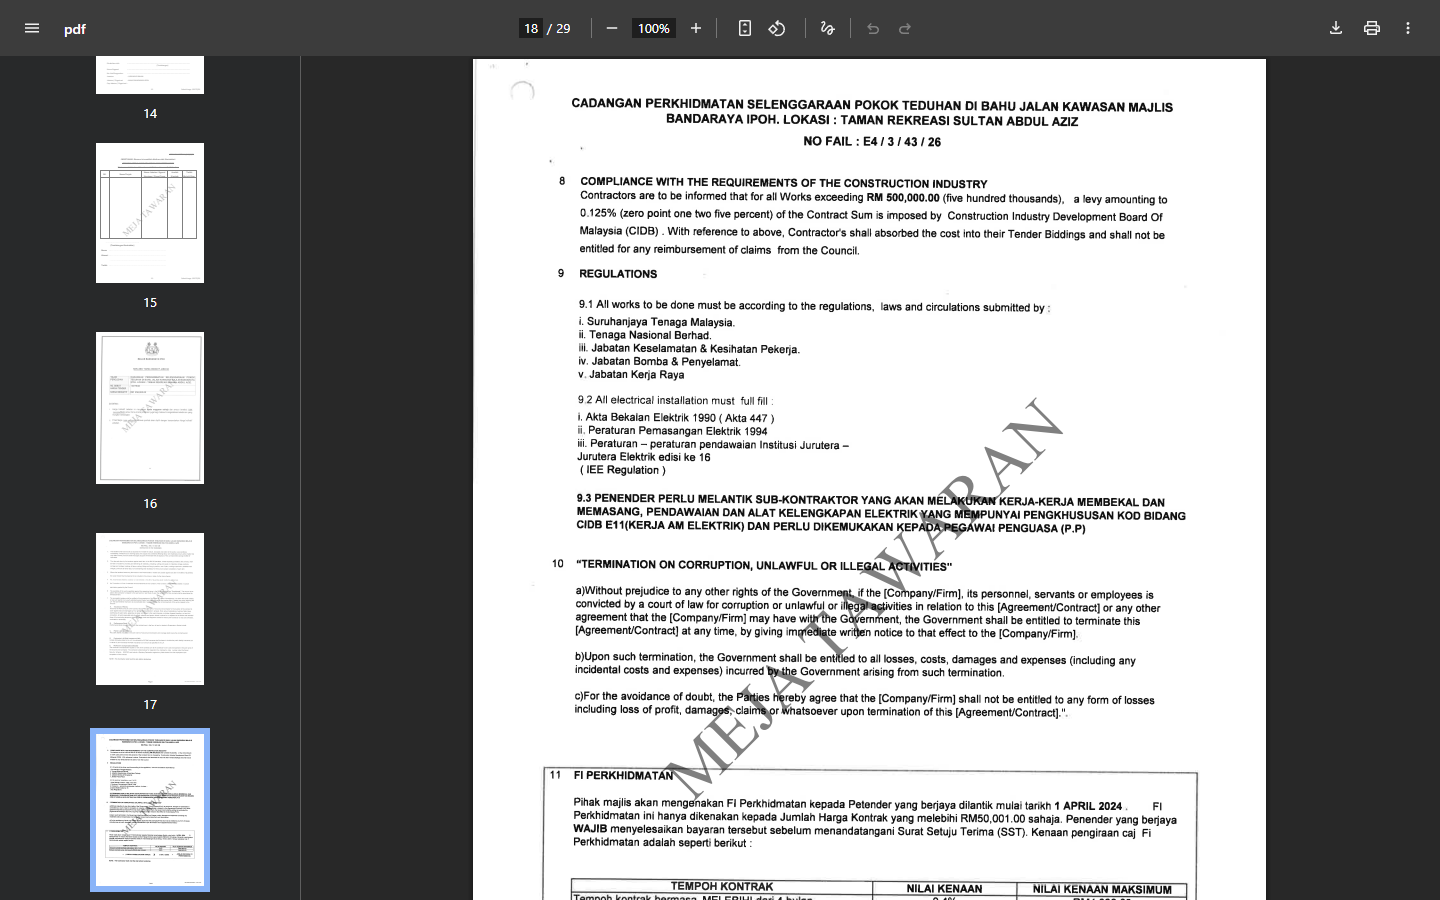 pdf
18 / 29
100%
14
15
16
17
CADANGAN PERKHIDMATAN SELENGGARAAN POKOK TEDUHAN DI BAHU JALAN KAWASAN MAJLIS
BANDARAYA IPOH. LOKASI : TAMAN REKREASI SULTAN ABDUL AZIZ
NO FAIL : E4 / 3 / 43 / 26
8 COMPLIANCE WITH THE REQUIREMENTS OF THE CONSTRUCTION INDUSTRY
Contractors are to be informed that for all Works exceeding RM 500,000.00 (five hundred thousands), a levy amounting to
0.125% (zero point one two five percent) of the Contract Sum is imposed by Construction Industry Development Board Of
Malaysia (CIDB) . With reference to above, Contractor's shall absorbed the cost into their Tender Biddings and shall not be
entitled for any reimbursement of claims from the Council.
9 REGULATIONS
9.1 All works to be done must be according to the regulations, laws and circulations submitted by :
i. Suruhanjaya Tenaga Malaysia.
ii. Tenaga Nasional Berhad.
iii. Jabatan Keselamatan & Kesihatan Pekerja.
iv. Jabatan Bomba & Penyelamat.
v. Jabatan Kerja Raya
9.2 All electrical installation must full fill :
i. Akta Bekalan Elektrik 1990 ( Akta 447 )
ii. Peraturan Pemasangan Elektrik 1994
iii. Peraturan – peraturan pendawaian Institusi Jurutera –
Jurutera Elektrik edisi ke 16
( IEE Regulation )
9.3 PENENDER PERLU MELANTIK SUB-KONTRAKTOR YANG AKAN MELAKUKAN KERJA-KERJA MEMBEKAL DAN
MEMASANG, PENDAWAIAN DAN ALAT KELENGKAPAN ELEKTRIK YANG MEMPUNYAI PENGKHUSUSAN KOD BIDANG
CIDB E11(KERJA AM ELEKTRIK) DAN PERLU DIKEMUKAKAN KEPADA PEGAWAI PENGUASA (P.P)
10 "TERMINATION ON CORRUPTION, UNLAWFUL OR ILLEGAL ACTIVITIES"
a)Without prejudice to any other rights of the Government, if the [Company/Firm], its personnel, servants or employees is
convicted by a court of law for corruption or unlawful or illegal activities in relation to this [Agreement/Contract] or any other
agreement that the [Company/Firm] may have with the Government, the Government shall be entitled to terminate this
[Agreement/Contract] at any time, by giving immediate written notice to that effect to the [Company/Firm].
b)Upon such termination, the Government shall be entitled to all losses, costs, damages and expenses (including any
incidental costs and expenses) incurred by the Government arising from such termination.
c)For the avoidance of doubt, the Parties hereby agree that the [Company/Firm] shall not be entitled to any form of losses
including loss of profit, damages, claims or whatsoever upon termination of this [Agreement/Contract].".
MEJA TAWARAN
11 FI PERKHIDMATAN
Pihak majlis akan mengenakan FI Perkhidmatan kepada Petender yang berjaya dilantik mulai tarikh 1 APRIL 2024 . FI
Perkhidmatan ini hanya dikenakan kepada Jumlah Harga Kontrak yang melebihi RM50,001.00 sahaja. Penender yang berjaya
WAJIB menyelesaikan bayaran tersebut sebelum menandatangani Surat Setuju Terima (SST). Kenaan pengiraan caj Fi
Perkhidmatan adalah seperti berikut :
TEMPOH KONTRAK NILAI KENAAN NILAI KENAAN MAKSIMUM